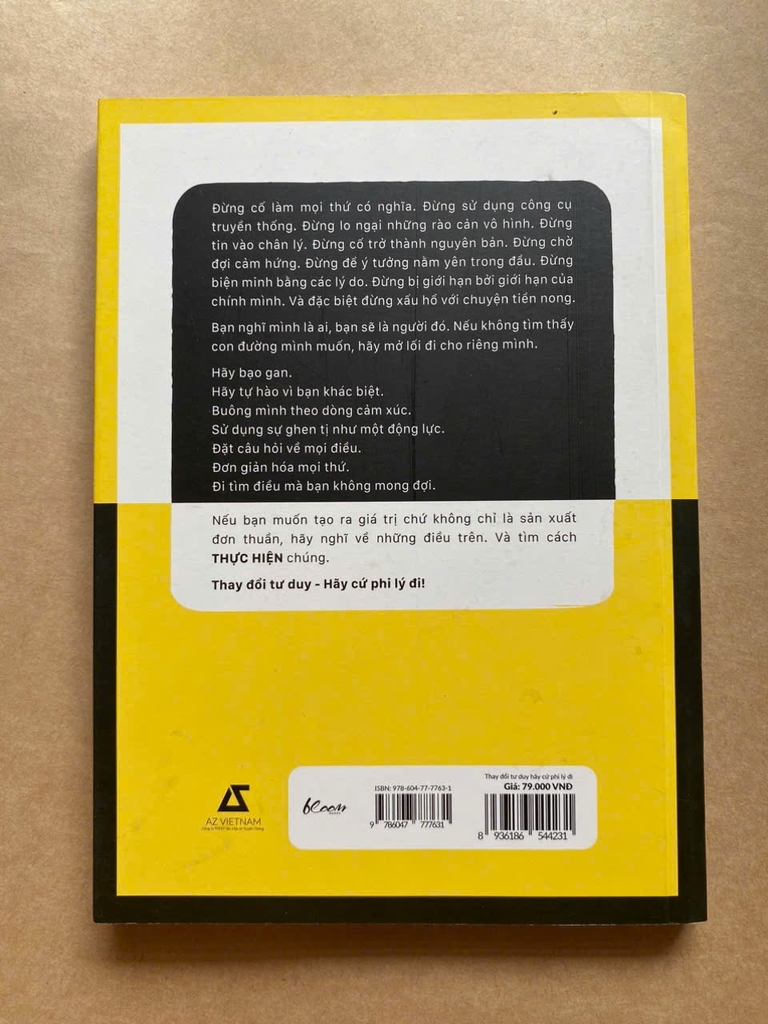 Đừng cố làm mọi thứ có nghĩa. Đừng sử dụng công cụ
truyền thống. Đừng lo ngại những rào cản vô hình. Đừng
tin vào chân lý. Đừng cố trở thành nguyên bản. Đừng chờ
đợi cảm hứng. Đừng để ý tưởng nằm yên trong đầu. Đừng
biện minh bằng các lý do. Đừng bị giới hạn bởi giới hạn của
chính mình. Và đặc biệt đừng xấu hổ với chuyện tiền nong.
Bạn nghĩ mình là ai, bạn sẽ là người đó. Nếu không tìm thấy
con đường mình muốn, hãy mở lối đi cho riêng mình.
Hãy bạo gan.
Hãy tự hào vì bạn khác biệt.
Buông mình theo dòng cảm xúc.
Sử dụng sự ghen tị như một động lực.
Đặt câu hỏi về mọi điều.
Đơn giản hóa mọi thứ.
Đi tìm điều mà bạn không mong đợi.
Nếu bạn muốn tạo ra giá trị chứ không chỉ là sản xuất
đơn thuần, hãy nghĩ về những điều trên. Và tìm cách
THỰC HIỆN chúng.
Thay đổi tư duy - Hãy cứ phi lý đi!
AZ VIETNAM
bloom
BOOKS
ISBN: 978-604-77-7763-1
9 786047 777631
Thay đổi tư duy hãy cứ phi lý đi
Giá: 79.000 VNĐ
8 936186 544231